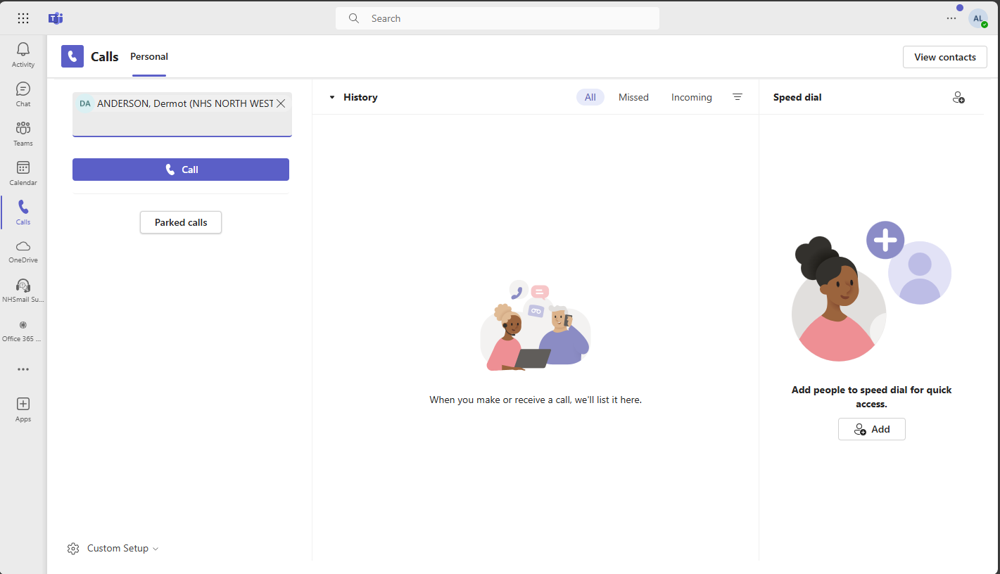 Search
AL
Activity
Chat
Teams
Calendar
Calls
OneDrive
NHSmail Su...
Office 365 ...
Apps
Calls Personal
View contacts
DA ANDERSON, Dermot (NHS NORTH WEST
Call
Parked calls
Custom Setup
History
All Missed Incoming
When you make or receive a call, we'll list it here.
Speed dial
Add people to speed dial for quick
access.
Add